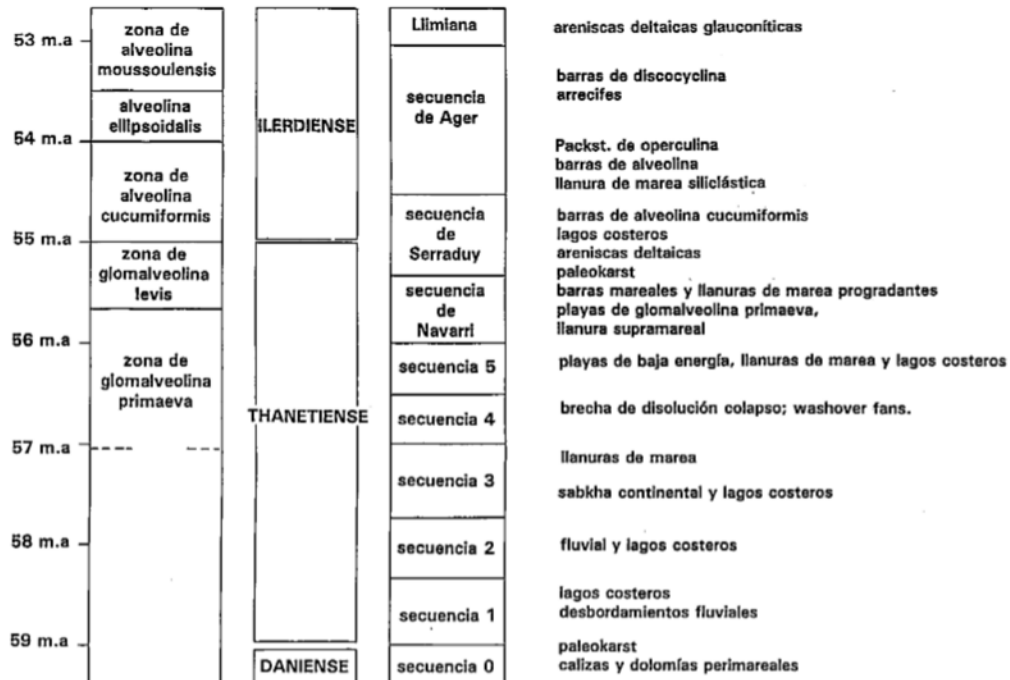 53 m.a
54 m.a
55 m.a
56 m.a
57 m.a
58 m.a
59 m.a
zona de
alveolina
moussoulensis
alveolina
ellipsoidalis
zona de
alveolina
cucumiformis
zona de
glomalveolina
levis
zona de
glomalveolina
primaeva
ILERDIENSE
THANETIENSE
DANIENSE
Llimiana
secuencia
de Ager
secuencia
de
Serraduy
secuencia
de
Navarri
secuencia 5
secuencia 4
secuencia 3
secuencia 2
secuencia 1
secuencia 0
areniscas deltaicas glauconíticas
barras de discocyclina
arrecifes
Packst. de operculina
barras de alveolina
llanura de marea siliclástica
barras de alveolina cucumiformis
lagos costeros
areniscas deltaicas
paleokarst
barras mareales y llanuras de marea progradantes
playas de glomalveolina primaeva,
llanura supramareal
playas de baja energía, llanuras de marea y lagos costeros
brecha de disolución colapso; washover fans.
llanuras de marea
sabkha continental y lagos costeros
fluvial y lagos costeros
lagos costeros
desbordamientos fluviales
paleokarst
calizas y dolomías perimareales